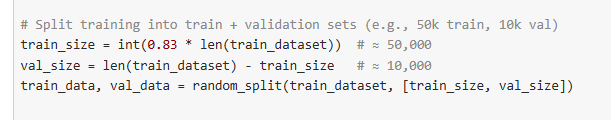 # Split training into train + validation sets (e.g., 50k train, 10k val)
train_size = int(0.83 * len(train_dataset))  # ≈ 50,000
val_size = len(train_dataset) - train_size   # ≈ 10,000
train_data, val_data = random_split(train_dataset, [train_size, val_size])